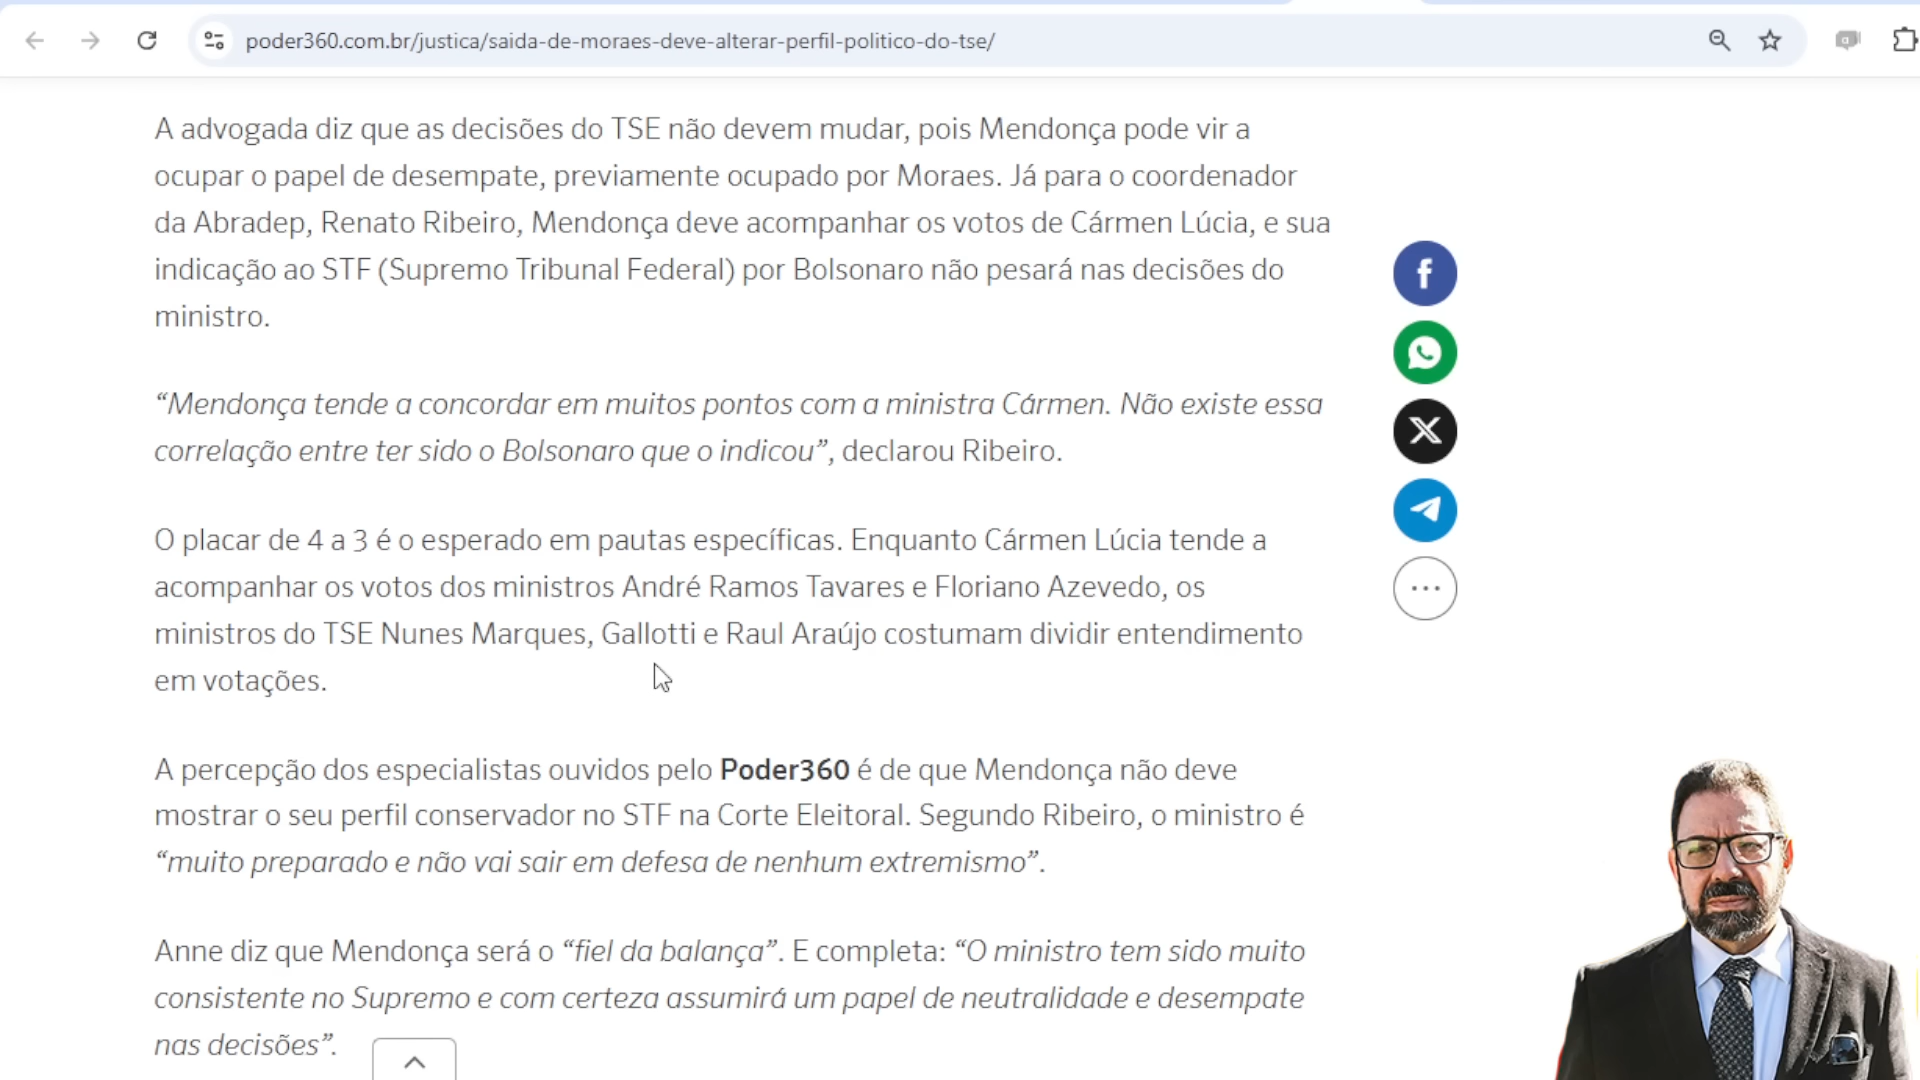 poder360.com.br/justica/saida-de-moraes-deve-alterar-perfil-politico-do-tse/
A advogada diz que as decisões do TSE não devem mudar, pois Mendonça pode vir a
ocupar o papel de desempate, previamente ocupado por Moraes. Já para o coordenador
da Abradep, Renato Ribeiro, Mendonça deve acompanhar os votos de Cármen Lúcia, e sua
indicação ao STF (Supremo Tribunal Federal) por Bolsonaro não pesará nas decisões do
ministro.
“Mendonça tende a concordar em muitos pontos com a ministra Cármen. Não existe essa
correlação entre ter sido o Bolsonaro que o indicou”, declarou Ribeiro.
O placar de 4 a 3 é o esperado em pautas específicas. Enquanto Cármen Lúcia tende a
acompanhar os votos dos ministros André Ramos Tavares e Floriano Azevedo, os
ministros do TSE Nunes Marques, Gallotti e Raul Araújo costumam dividir entendimento
em votações.
A percepção dos especialistas ouvidos pelo Poder360 é de que Mendonça não deve
mostrar o seu perfil conservador no STF na Corte Eleitoral. Segundo Ribeiro, o ministro é
“muito preparado e não vai sair em defesa de nenhum extremismo”.
Anne diz que Mendonça será o “fiel da balança”. E completa: “O ministro tem sido muito
consistente no Supremo e com certeza assumirá um papel de neutralidade e desempate
nas decisões”.